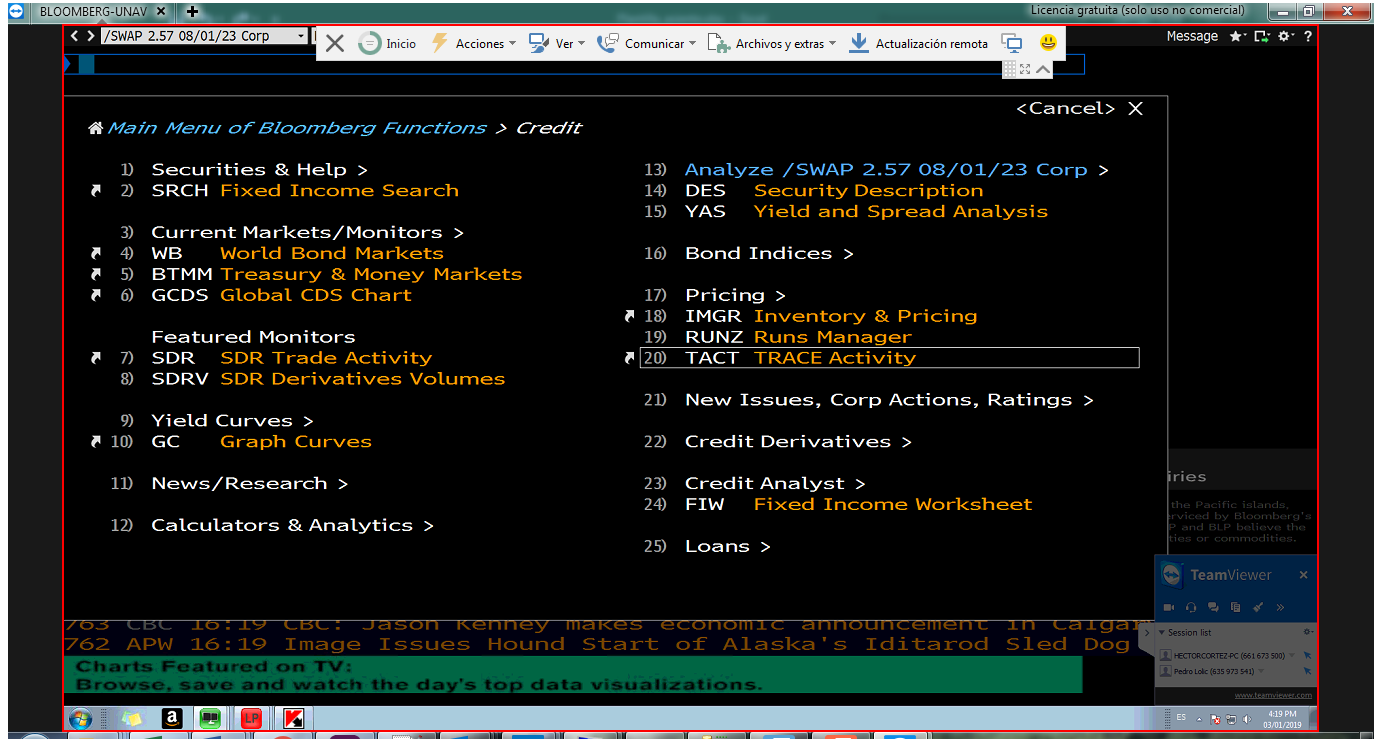 BLOOMBERG-UNAV × +
Licencia gratuita (solo uso no comercial)
< > /SWAP 2.57 08/01/23 Corp
Inicio Acciones Ver Comunicar Archivos y extras Actualización remota
Message ?
<Cancel> X
Main Menu of Bloomberg Functions > Credit
1) Securities & Help >
2) SRCH Fixed Income Search
3) Current Markets/Monitors >
4) WB World Bond Markets
5) BTMM Treasury & Money Markets
6) GCDS Global CDS Chart
Featured Monitors
7) SDR SDR Trade Activity
8) SDRV SDR Derivatives Volumes
9) Yield Curves >
10) GC Graph Curves
11) News/Research >
12) Calculators & Analytics >
13) Analyze /SWAP 2.57 08/01/23 Corp >
14) DES Security Description
15) YAS Yield and Spread Analysis
16) Bond Indices >
17) Pricing >
18) IMGR Inventory & Pricing
19) RUNZ Runs Manager
20) TACT TRACE Activity
21) New Issues, Corp Actions, Ratings >
22) Credit Derivatives >
23) Credit Analyst >
24) FIW Fixed Income Worksheet
25) Loans >
iries
the Pacific islands,
erviced by Bloomberg's
P and BLP believe the
ties or commodities.
763 CBC 16:19 CBC: Jason Kenney makes economic announcement in Calgar
762 APW 16:19 Image Issues Hound Start of Alaska's Iditarod Sled Dog
Charts Featured on TV:
Browse, save and watch the day's top data visualizations.
TeamViewer ×
Session list
HECTORCORTEZ-PC (661 673 500)
Pedro Lolic (635 973 541)
www.teamviewer.com
a LP
ES
4:19 PM
03/01/2019